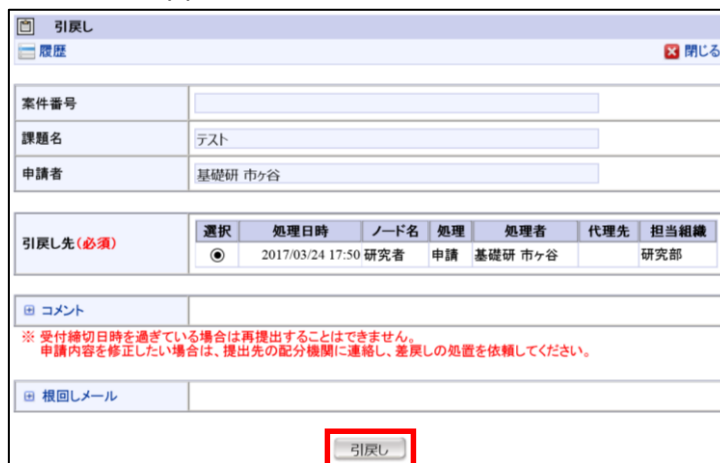 引戻し
履歴 閉じる
案件番号
課題名 テスト
申請者 基礎研 市ヶ谷
引戻し先(必須)
選択 処理日時 ノード名 処理 処理者 代理先 担当組織
2017/03/24 17:50 研究者 申請 基礎研 市ヶ谷 研究部
コメント
※ 受付締切日時を過ぎている場合は再提出することはできません。
申請内容を修正したい場合は、提出先の配分機関に連絡し、差戻しの処置を依頼してください。
根回しメール
引戻し